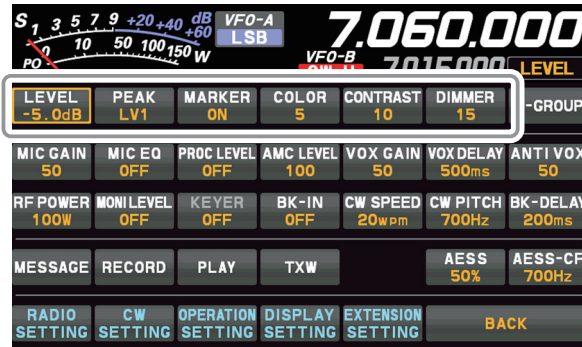 S 1 3 5 7 9 +20 +40 +60 dB VFO-A
LSB 7.060.000
PO 0 10 50 100 150 W VFO-B
CW-U 7.015.000 LEVEL
LEVEL PEAK MARKER COLOR CONTRAST DIMMER -GROUP
-5.0dB LV1 ON 5 10 15
MIC GAIN MIC EQ PROC LEVEL AMC LEVEL VOX GAIN VOX DELAY ANTI VOX
50 OFF OFF 100 50 500ms 50
RF POWER MONI LEVEL KEYER BK-IN CW SPEED CW PITCH BK-DELAY
100W OFF OFF OFF 20wpm 700Hz 200ms
MESSAGE RECORD PLAY TXW AESS AESS-CF
50% 700Hz
RADIO CW OPERATION DISPLAY EXTENSION BACK
SETTING SETTING SETTING SETTING SETTING